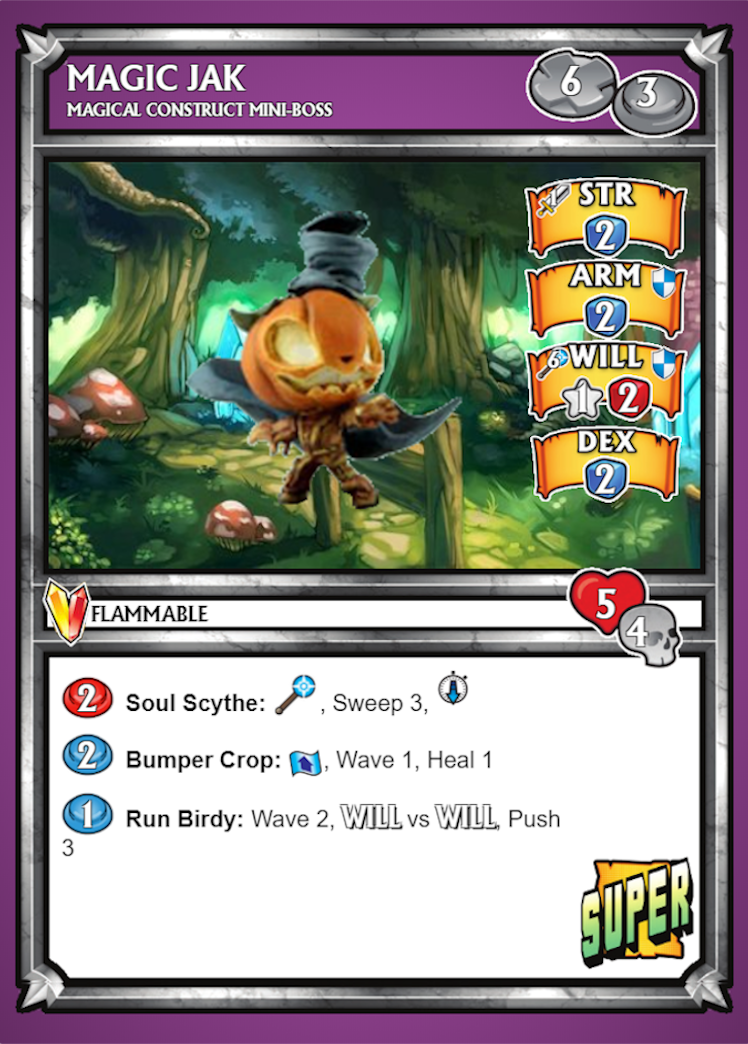 MAGIC JAK
MAGICAL CONSTRUCT MINI-BOSS
6
3
1 STR
2
ARM
2
6 WILL
1 2
DEX
2
FLAMMABLE
5
4
2 Soul Scythe: , Sweep 3,
2 Bumper Crop: , Wave 1, Heal 1
1 Run Birdy: Wave 2, WILL vs WILL, Push
3
SUPER